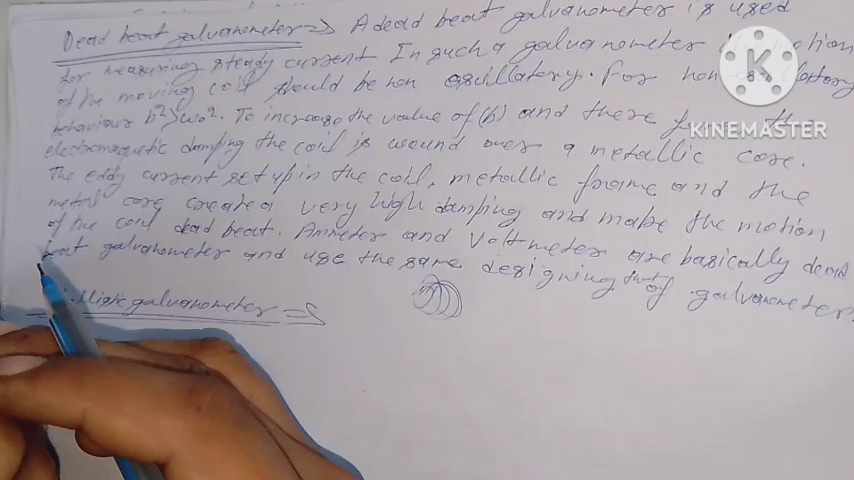 Dead beat galvanometer => A dead beat galvanometer is used
for measuring steady current In such a galvanometer motion
of the moving coil should be non oscillatory. For non
behaviour b²>w₀². To increase the value of (b) and there the
electromagnetic damping the coil is wound over a metallic core.
The eddy current set up in the coil, metallic frame and the
metal core create a very high damping and make the motion
of the coil dead beat. Ammeter and Voltmeter are basically dead
beat galvanometer and use the same designing that of galvanometer.
galvanometer =>
KINEMASTER